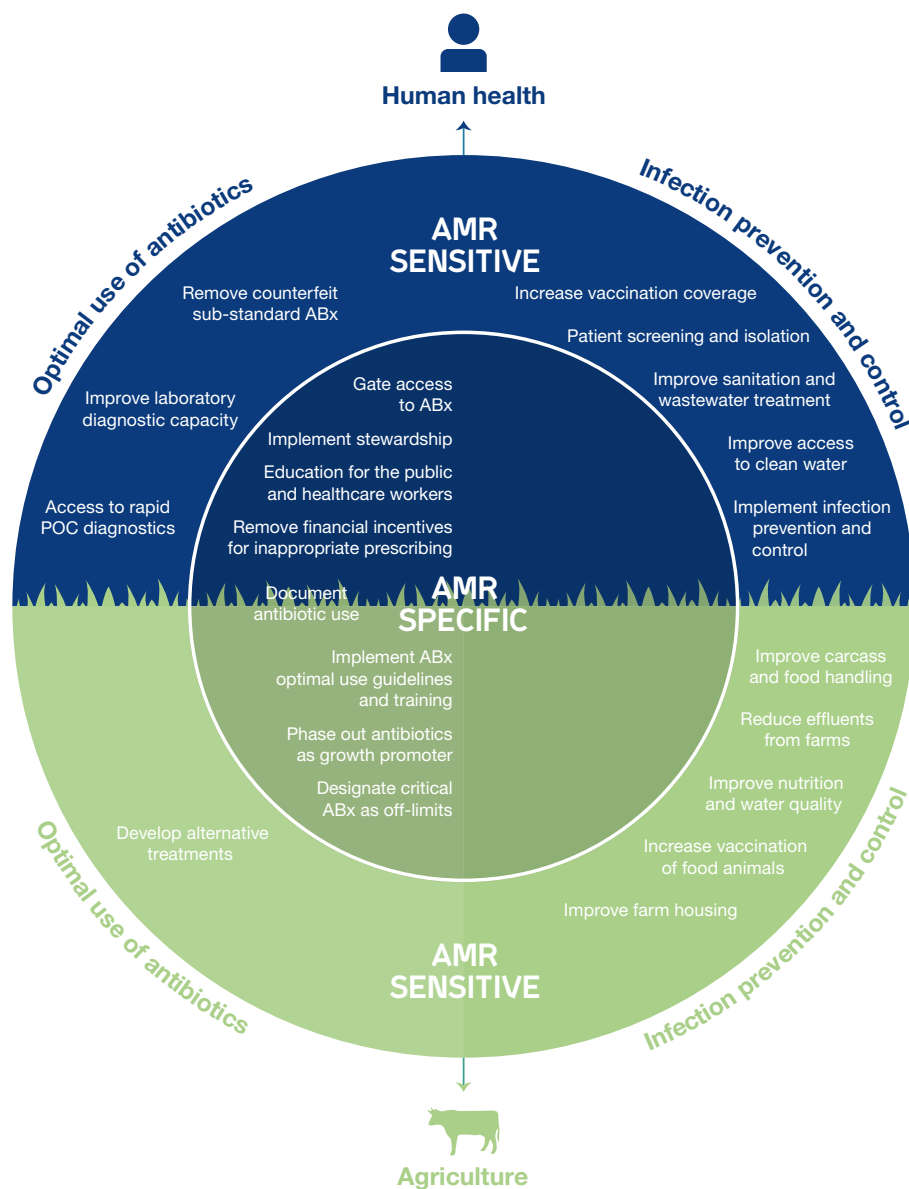 Human health
Optimal use of antibiotics
Infection prevention and control
AMR
SENSITIVE
Remove counterfeit
sub-standard ABx
Improve laboratory
diagnostic capacity
Access to rapid
POC diagnostics
Increase vaccination coverage
Patient screening and isolation
Improve sanitation and
wastewater treatment
Improve access
to clean water
Implement infection
prevention and
control
Gate access
to ABx
Implement stewardship
Education for the public
and healthcare workers
Remove financial incentives
for inappropriate prescribing
Document
antibiotic use
AMR
SPECIFIC
Implement ABx
optimal use guidelines
and training
Phase out antibiotics
as growth promoter
Designate critical
ABx as off-limits
Develop alternative
treatments
Improve carcass
and food handling
Reduce effluents
from farms
Improve nutrition
and water quality
Increase vaccination
of food animals
Improve farm housing
AMR
SENSITIVE
Optimal use of antibiotics
Infection prevention and control
Agriculture